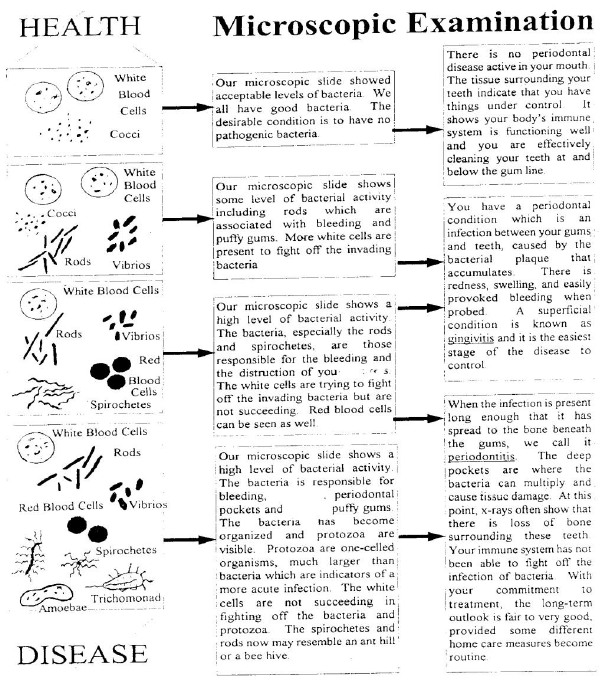 HEALTH
Microscopic Examination
White
Blood
Cells
Cocci
Our microscopic slide showed
acceptable levels of bacteria. We
all have good bacteria. The
desirable condition is to have no
pathogenic bacteria.
There is no periodontal
disease active in your mouth.
The tissue surrounding your
teeth indicate that you have
things under control. It
shows your body's immune
system is functioning well
and you are effectively
cleaning your teeth at and
below the gum line.
White
Blood
Cells
Cocci
Rods
Vibrios
Our microscopic slide shows
some level of bacterial activity
including rods which are
associated with bleeding and
puffy gums. More white cells are
present to fight off the invading
bacteria
You have a periodontal
condition which is an
infection between your gums
and teeth, caused by the
bacterial plaque that
accumulates. There is
redness, swelling, and easily
provoked bleeding when
probed. A superficial
condition is known as
gingivitis and it is the easiest
stage of the disease to
control.
White Blood Cells
Rods
Vibrios
Red
Blood
Cells
Spirochetes
Our microscopic slide shows a
high level of bacterial activity.
The bacteria, especially the rods
and spirochetes, are those
responsible for the bleeding and
the distruction of
The white cells are trying to fight
off the invading bacteria but are
not succeeding. Red blood cells
can be seen as well.
White Blood Cells
Rods
Red Blood Cells
Vibrios
Spirochetes
Trichomonad
Amoebae
Our microscopic slide shows a
high level of bacterial activity.
The bacteria is responsible for
bleeding, periodontal
pockets and puffy gums.
The bacteria has become
organized and protozoa are
visible. Protozoa are one-celled
organisms, much larger than
bacteria which are indicators of a
more acute infection. The white
cells are not succeeding in
fighting off the bacteria and
protozoa. The spirochetes and
rods now may resemble an ant hill
or a bee hive.
When the infection is present
long enough that it has
spread to the bone beneath
the gums, we call it
periodontitis. The deep
pockets are where the
bacteria can multiply and
cause tissue damage. At this
point, x-rays often show that
there is loss of bone
surrounding these teeth.
Your immune system has not
been able to fight off the
infection of bacteria. With
your commitment to
treatment, the long-term
outlook is fair to very good,
provided some different
home care measures become
routine.
DISEASE